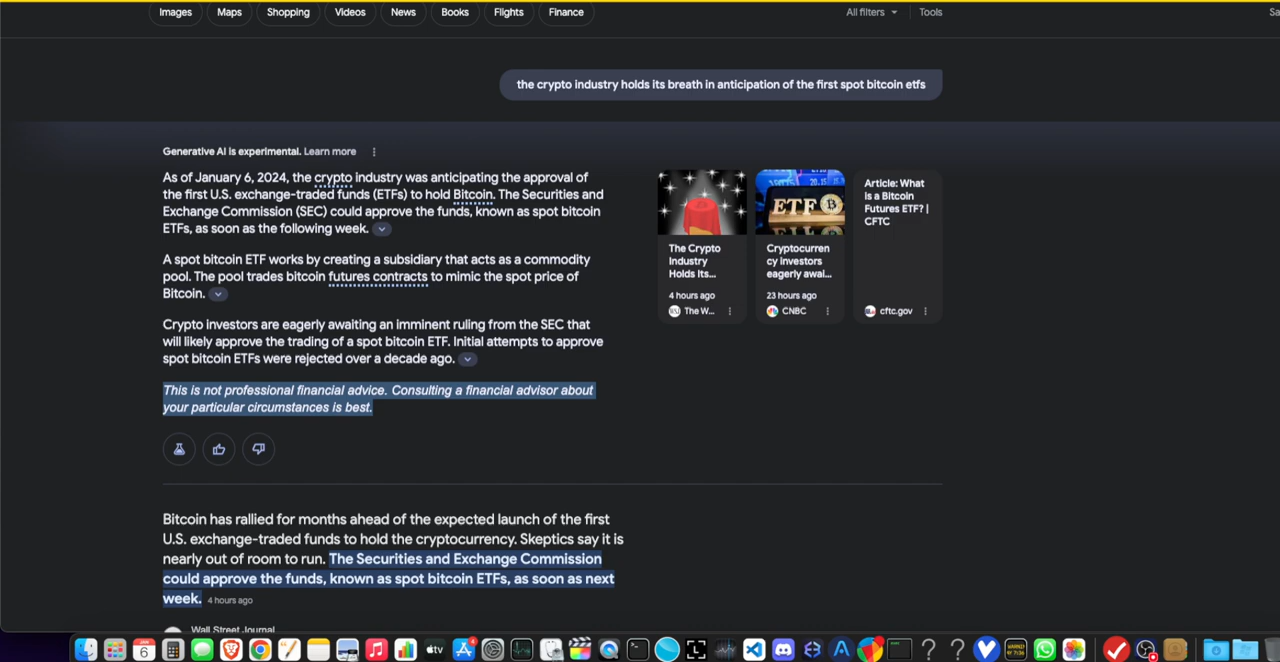 Images
Maps
Shopping
Videos
News
Books
Flights
Finance
All filters
Tools
Sa
the crypto industry holds its breath in anticipation of the first spot bitcoin etfs
Generative AI is experimental. Learn more
As of January 6, 2024, the crypto industry was anticipating the approval of
the first U.S. exchange-traded funds (ETFs) to hold Bitcoin. The Securities and
Exchange Commission (SEC) could approve the funds, known as spot bitcoin
ETFs, as soon as the following week.
A spot bitcoin ETF works by creating a subsidiary that acts as a commodity
pool. The pool trades bitcoin futures contracts to mimic the spot price of
Bitcoin.
Crypto investors are eagerly awaiting an imminent ruling from the SEC that
will likely approve the trading of a spot bitcoin ETF. Initial attempts to approve
spot bitcoin ETFs were rejected over a decade ago.
This is not professional financial advice. Consulting a financial advisor about
your particular circumstances is best.
The Crypto
Industry
Holds Its...
4 hours ago
The W...
ETF
Cryptocurren
cy investors
eagerly awai...
23 hours ago
CNBC
Article: What
is a Bitcoin
Futures ETF? |
CFTC
cftc.gov
Bitcoin has rallied for months ahead of the expected launch of the first
U.S. exchange-traded funds to hold the cryptocurrency. Skeptics say it is
nearly out of room to run. The Securities and Exchange Commission
could approve the funds, known as spot bitcoin ETFs, as soon as next
week. 4 hours ago
Wall Street Journal
JAN
6
tv